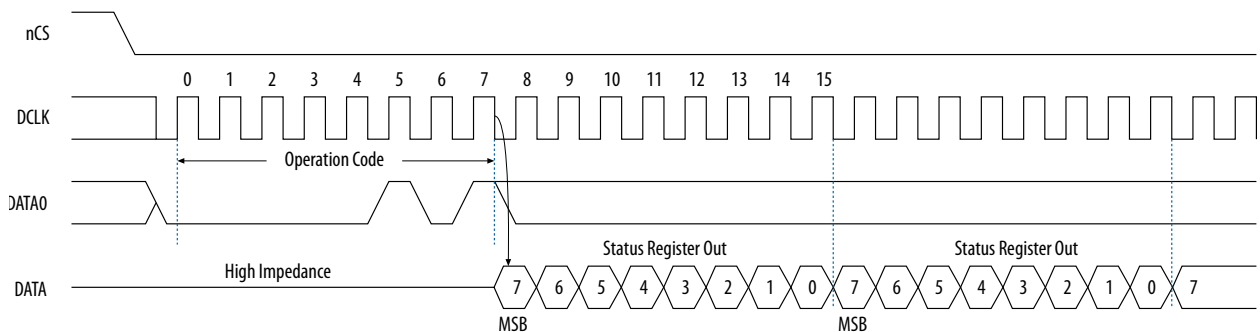 nCS
0 1 2 3 4 5 6 7 8 9 10 11 12 13 14 15
DCLK
Operation Code
DATA0
Status Register Out Status Register Out
High Impedance
DATA 7 6 5 4 3 2 1 0 7 6 5 4 3 2 1 0 7
MSB MSB